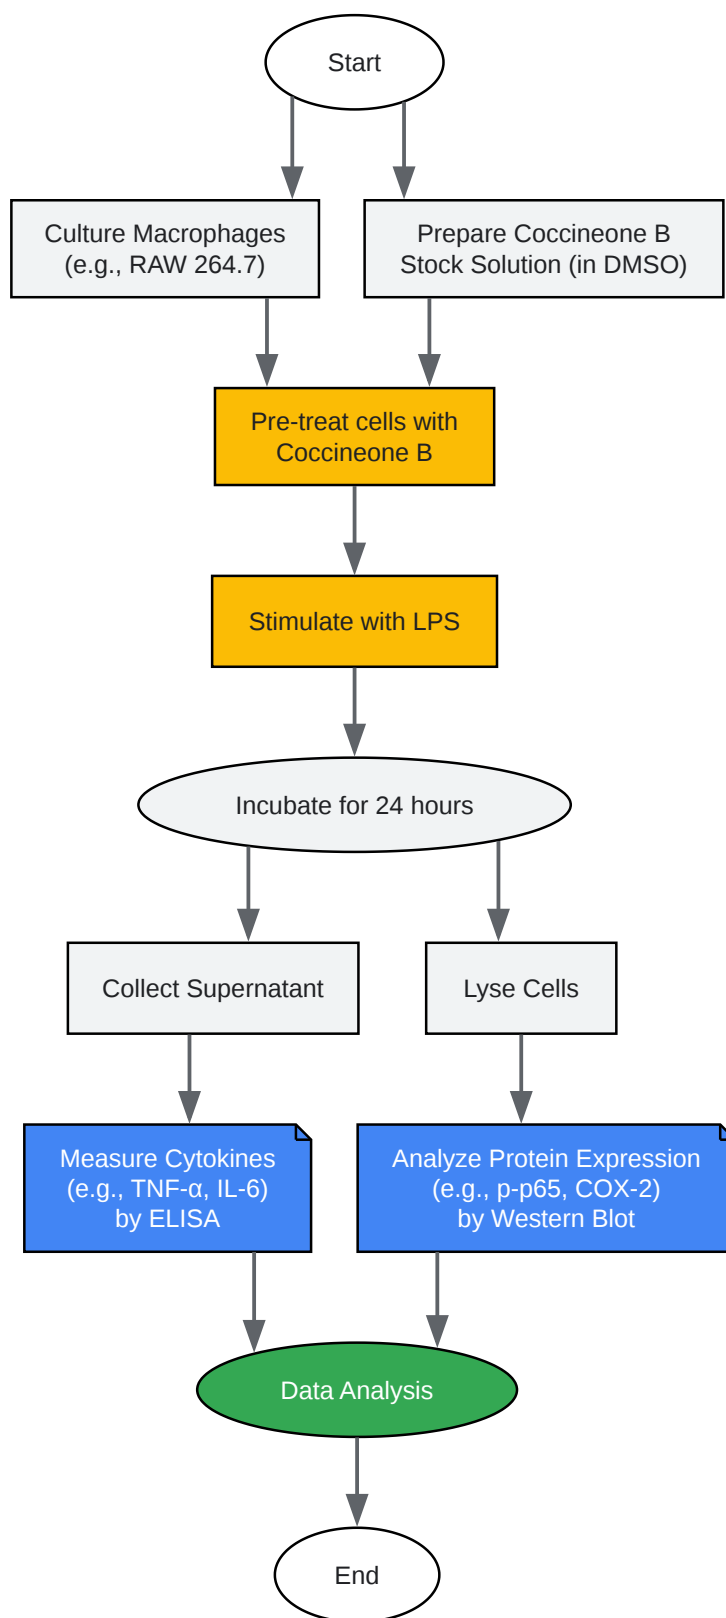 Start
Culture Macrophages
(e.g., RAW 264.7)
Prepare Coccineone B
Stock Solution (in DMSO)
Pre-treat cells with
Coccineone B
Stimulate with LPS
Incubate for 24 hours
Collect Supernatant
Lyse Cells
Measure Cytokines
(e.g., TNF-α, IL-6)
by ELISA
Analyze Protein Expression
(e.g., p-p65, COX-2)
by Western Blot
Data Analysis
End